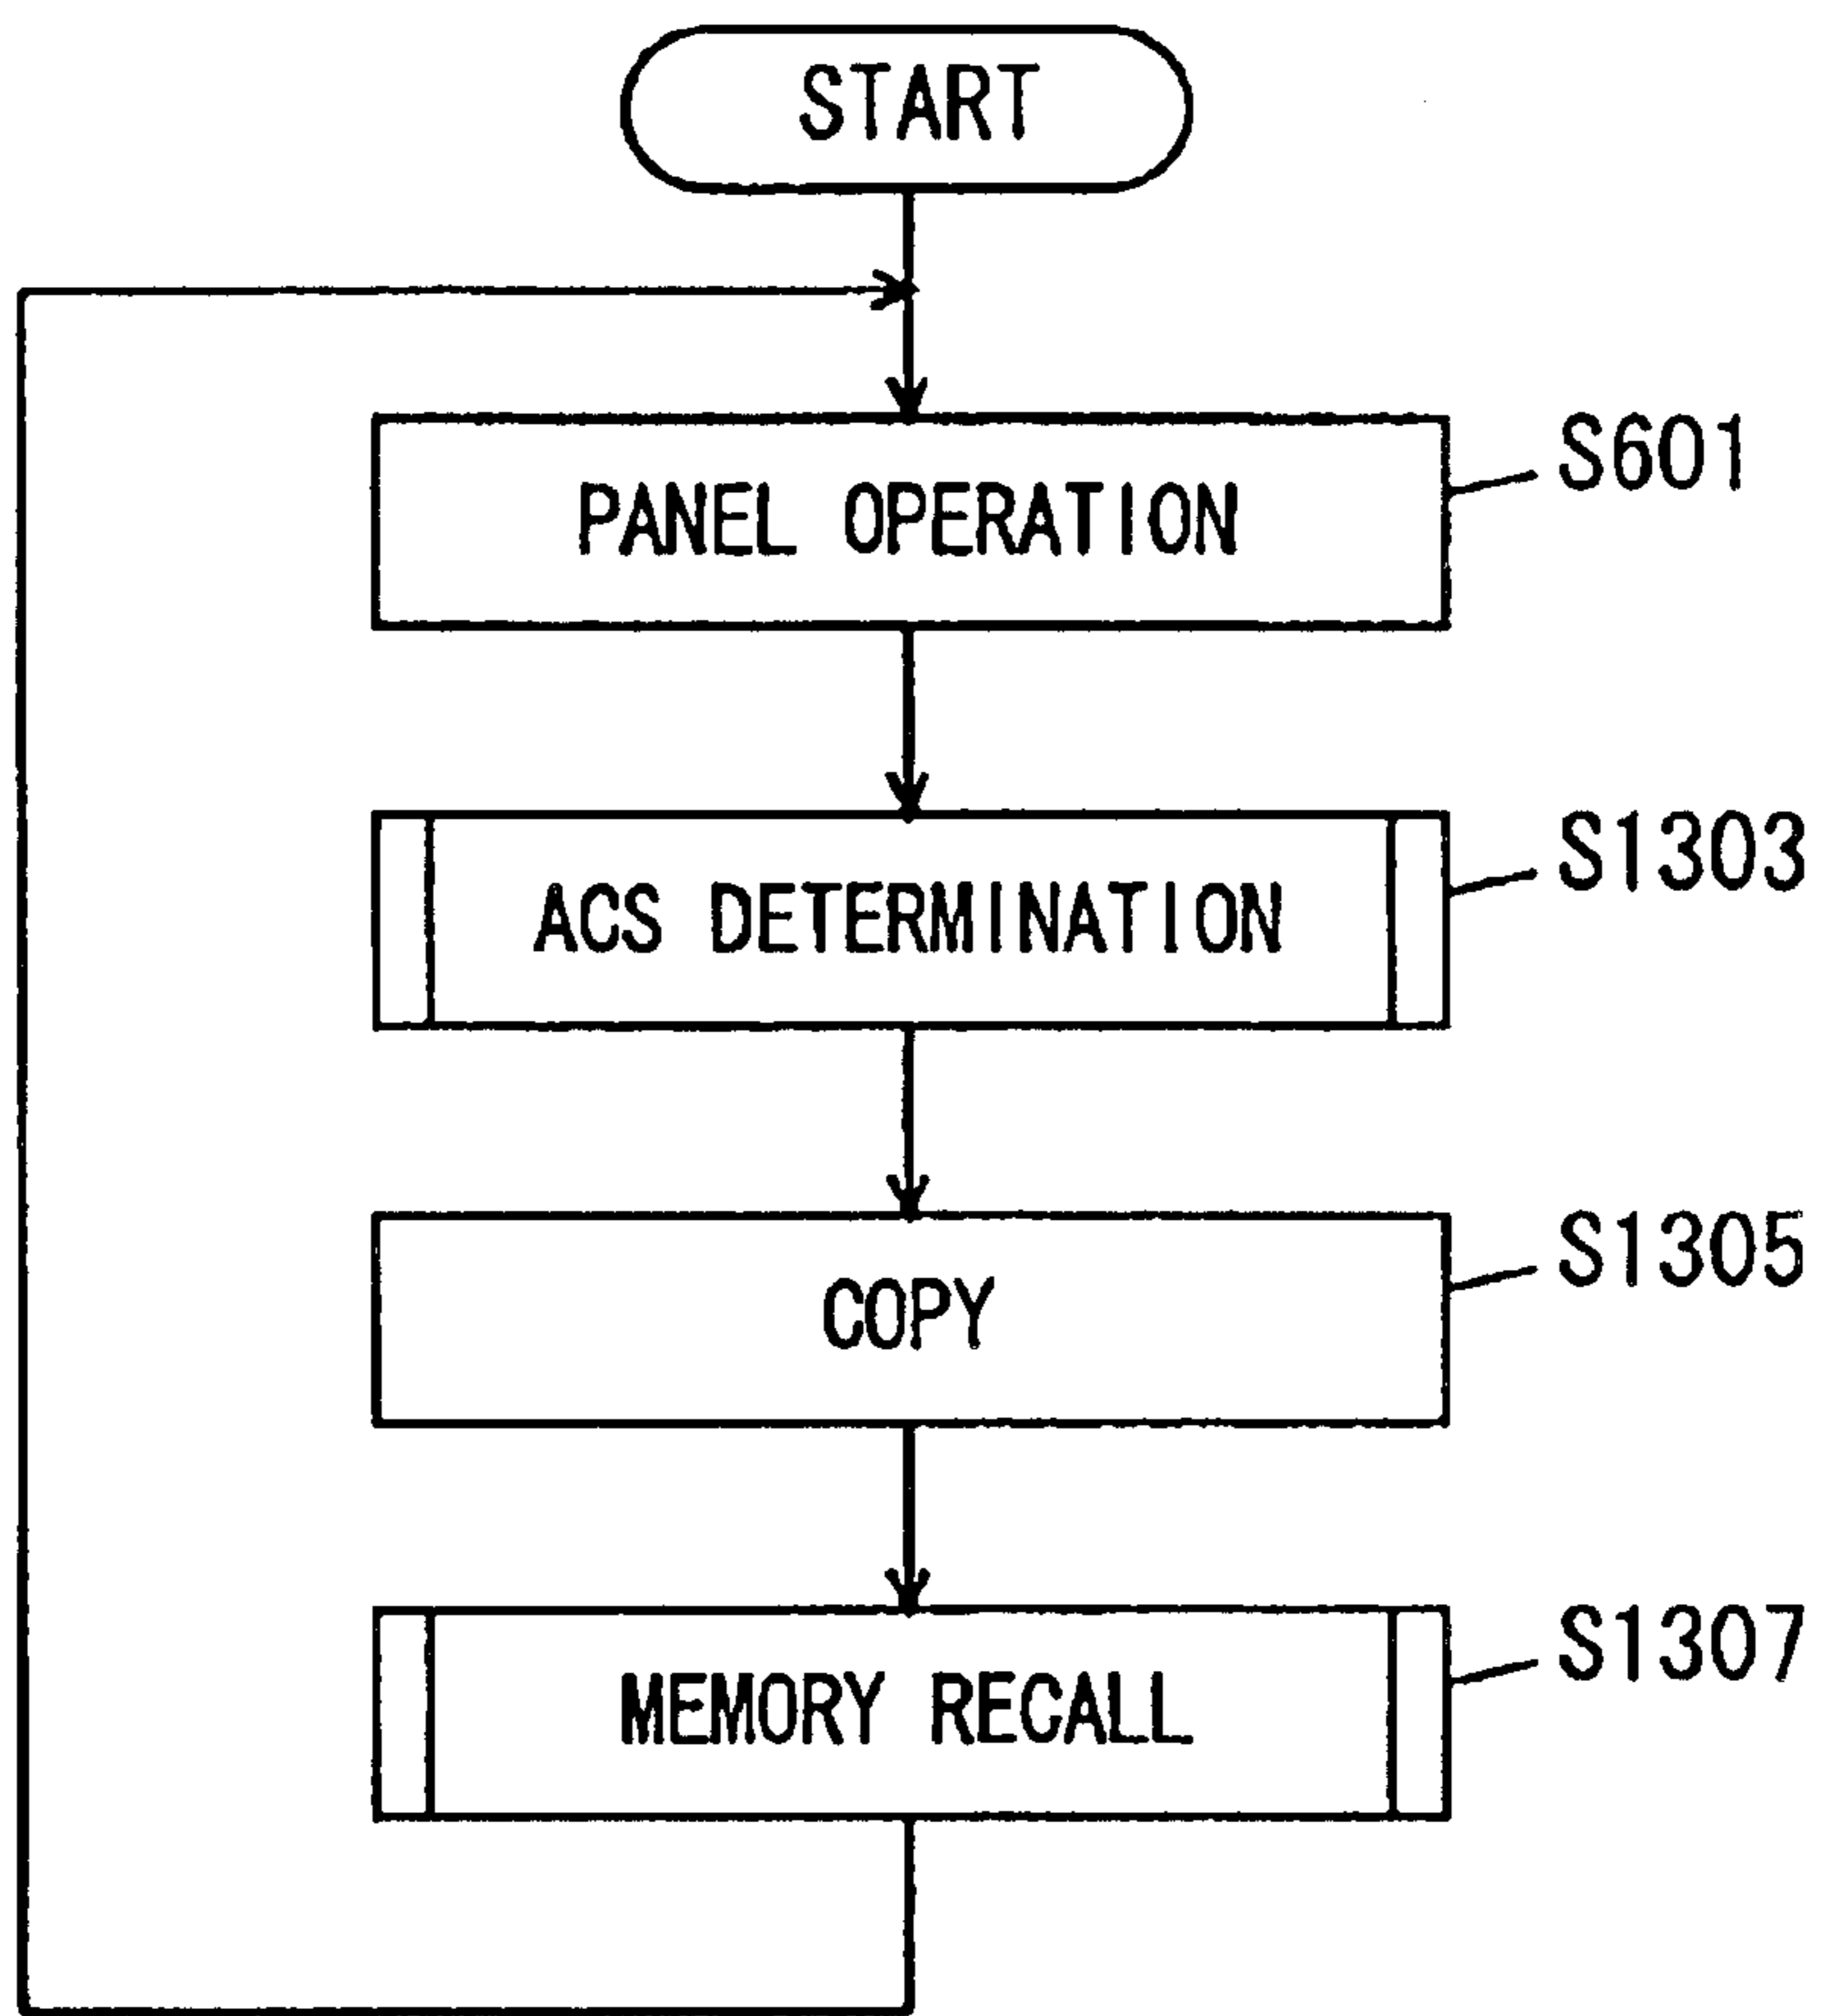 START
PANEL OPERATION
S601
ACS DETERMINATION
S1303
COPY
S1305
MEMORY RECALL
S1307